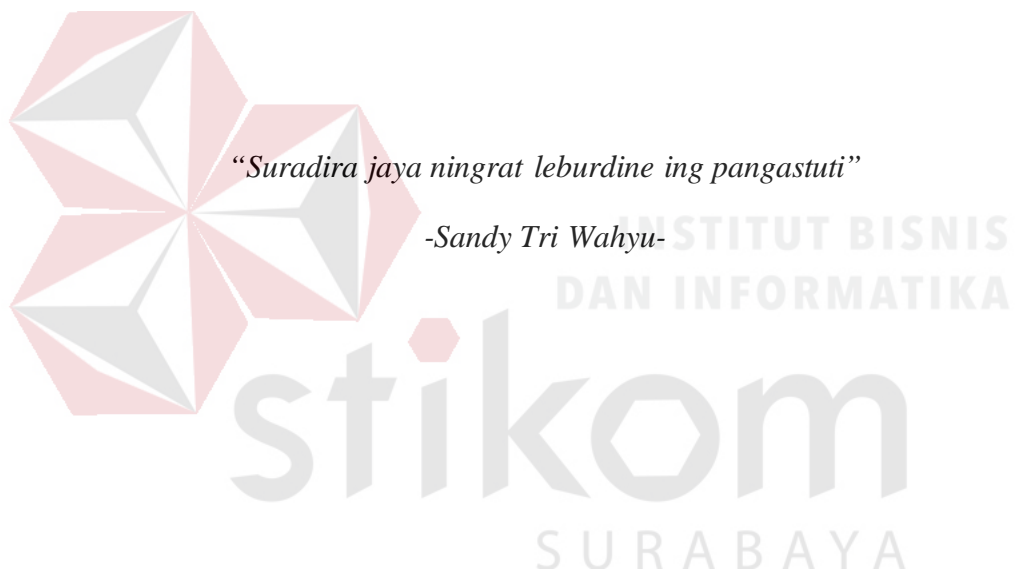 “Suradira jaya ningrat leburdine ing pangastuti”
-Sandy Tri Wahyu-
INSTITUT BISNIS
DAN INFORMATIKA
stikom
SURABAYA